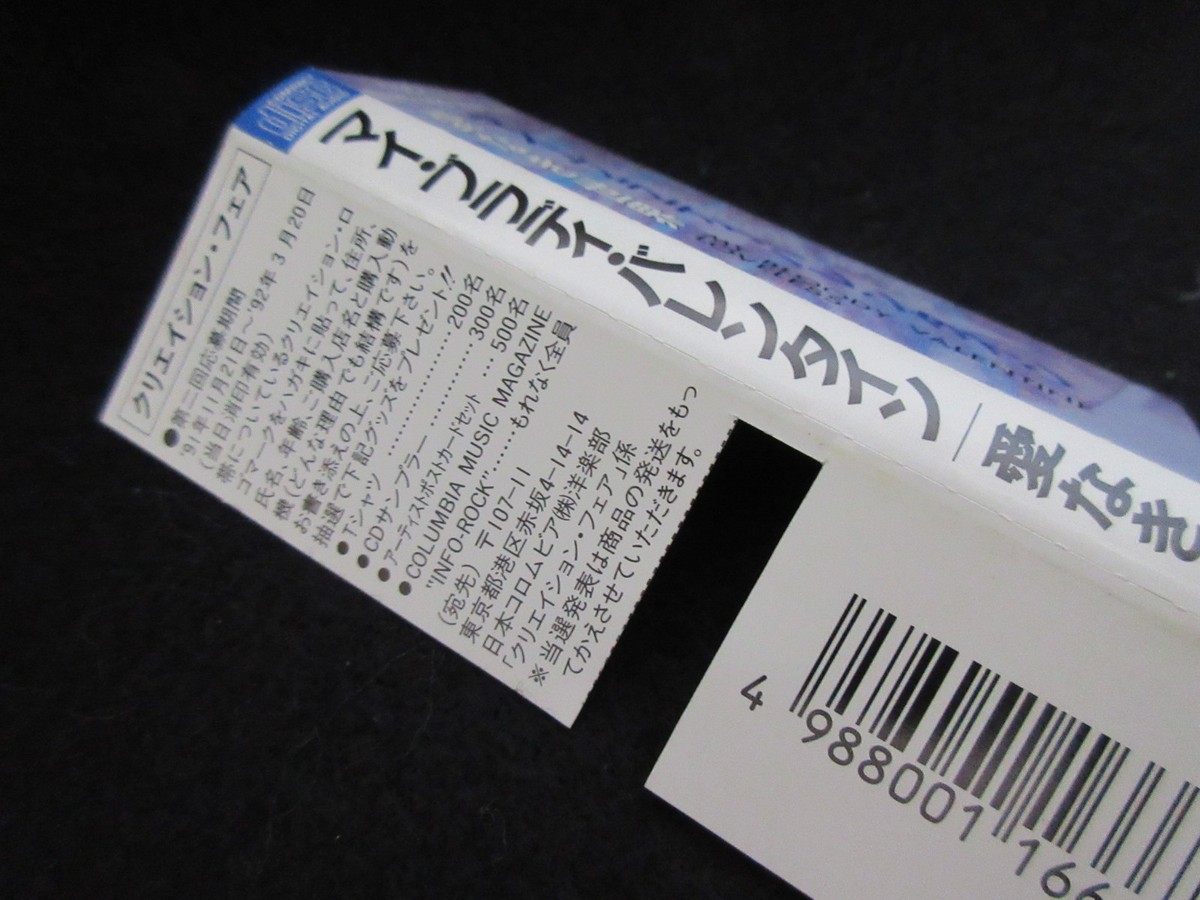 COMPACT
disc
DIGITAL AUDIO
マイ・ブラディ・バレンタイン｜愛なき
クリエイション・フェア
●第二回応募期間
'91年11月21日〜'92年3月20日
(当日消印有効)
帯についているクリエイション・ロ
ゴマークをハガキに貼って、住所、
氏名、年齢、ご購入店名と購入動
機(どんな理由でも結構です)を
お書き添えの上、ご応募下さい。
抽選で下記グッズをプレゼント!!
●Tシャツ……………………200名
●CDサンプラー……………300名
●アーティストポストカードセット……500名
●COLUMBIA MUSIC MAGAZINE
"INFO-ROCK"……もれなく全員
(宛先) 〒107-11
東京都港区赤坂4-14-14
日本コロムビア(株)洋楽部
「クリエイション・フェア」係
※当選発表は商品の発送をもっ
てかえさせていただきます。
4 988001 166